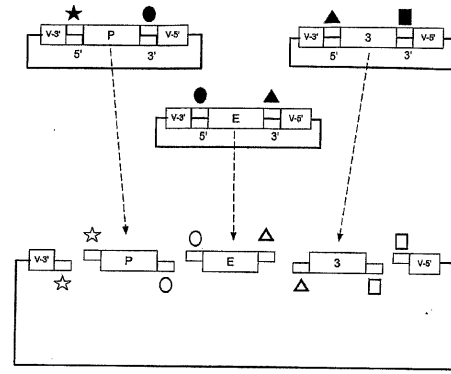 V-3' P V-5' V-3' 3 V-5'
5' 3' 5' 3'
V-3' E V-5'
5' 3'
V-3' P E 3 V-5'